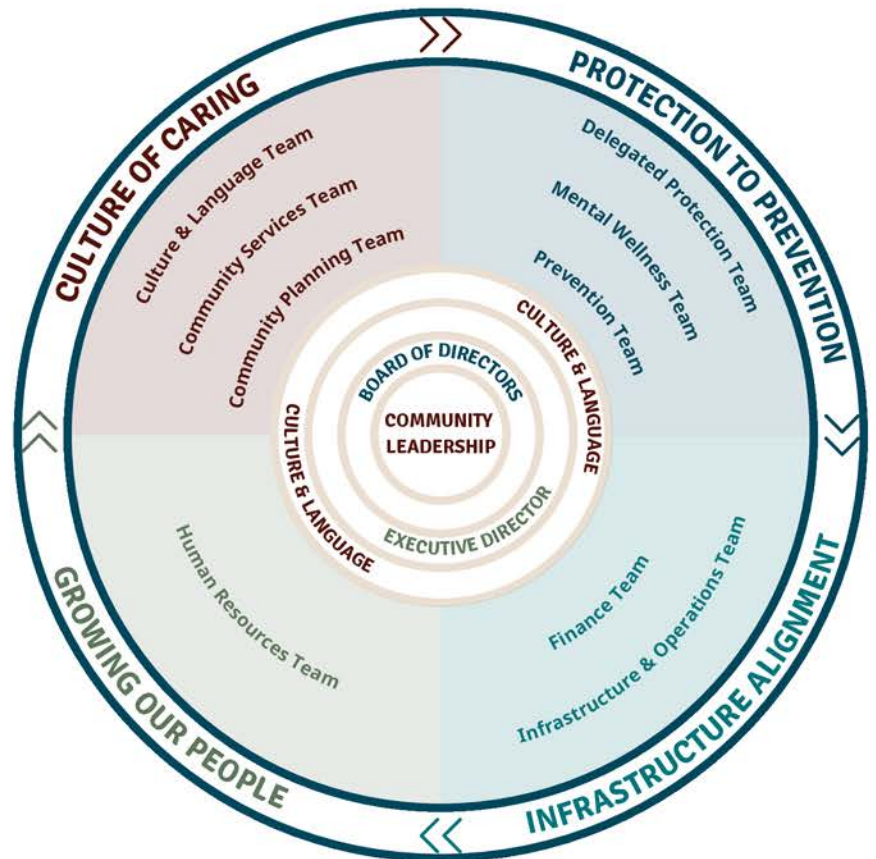 CULTURE OF CARING
Culture & Language Team
Community Services Team
Community Planning Team
PROTECTION TO PREVENTION
Delegated Protection Team
Mental Wellness Team
Prevention Team
CULTURE & LANGUAGE
BOARD OF DIRECTORS
COMMUNITY
LEADERSHIP
EXECUTIVE DIRECTOR
CULTURE & LANGUAGE
Finance Team
Infrastructure & Operations Team
INFRASTRUCTURE ALIGNMENT
Human Resources Team
GROWING OUR PEOPLE